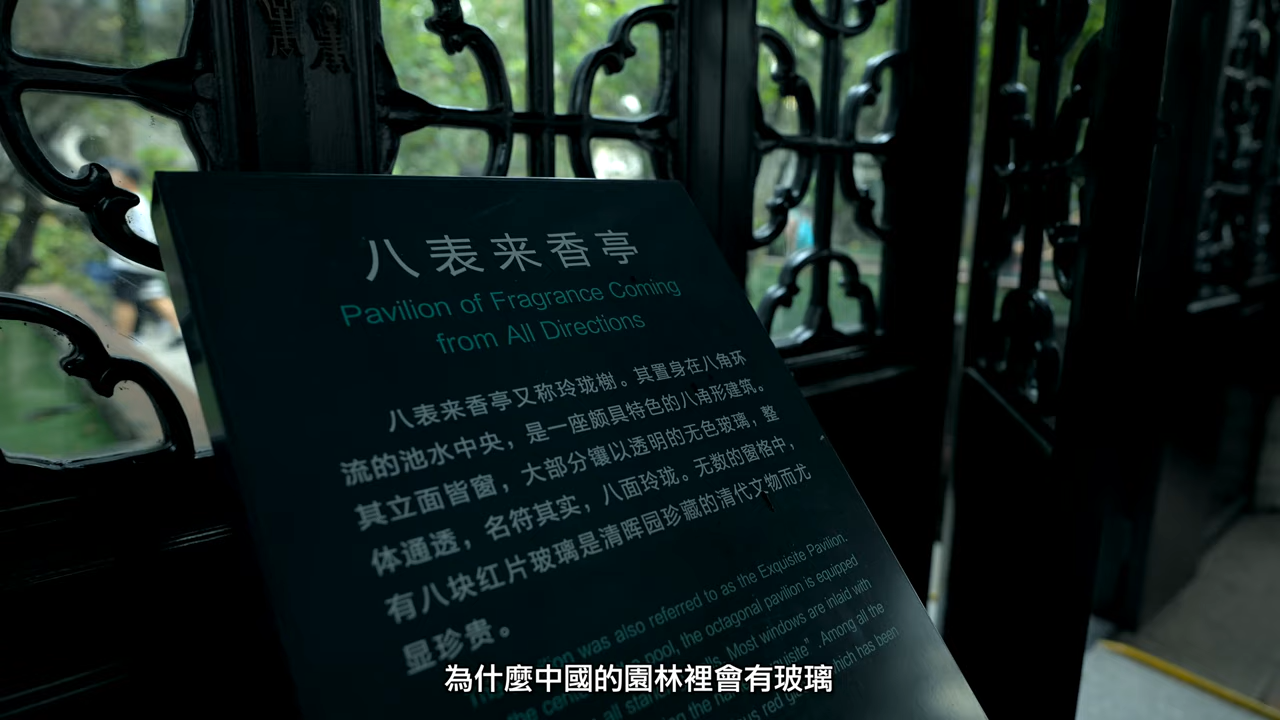 八表来香亭
Pavilion of Fragrance Coming
from All Directions
八表来香亭又称玲珑榭。其置身在八角环
流的池水中央，是一座颇具特色的八角形建筑。
其立面皆窗，大部分镶以透明的无色玻璃，整
体通透，名符其实，八面玲珑。无数的窗格中，
有八块红片玻璃是清晖园珍藏的清代文物而尤
显珍贵。
was also referred to as the Exquisite Pavilion.
pool, the octagonal pavilion is equipped
Most windows are inlaid with
Among all the
which has been
為什麼中國的園林裡會有玻璃